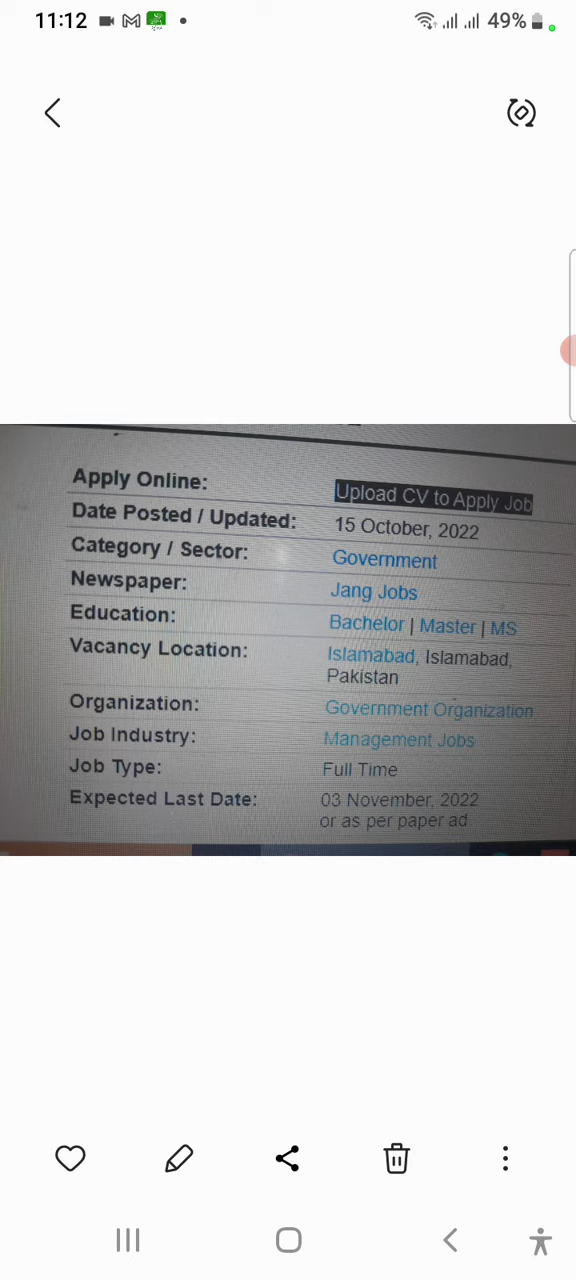 11:12
49%
Apply Online: Upload CV to Apply Job
Date Posted / Updated: 15 October, 2022
Category / Sector: Government
Newspaper: Jang Jobs
Education: Bachelor | Master | MS
Vacancy Location: Islamabad, Islamabad,
Pakistan
Organization: Government Organization
Job Industry: Management Jobs
Job Type: Full Time
Expected Last Date: 03 November, 2022
or as per paper ad